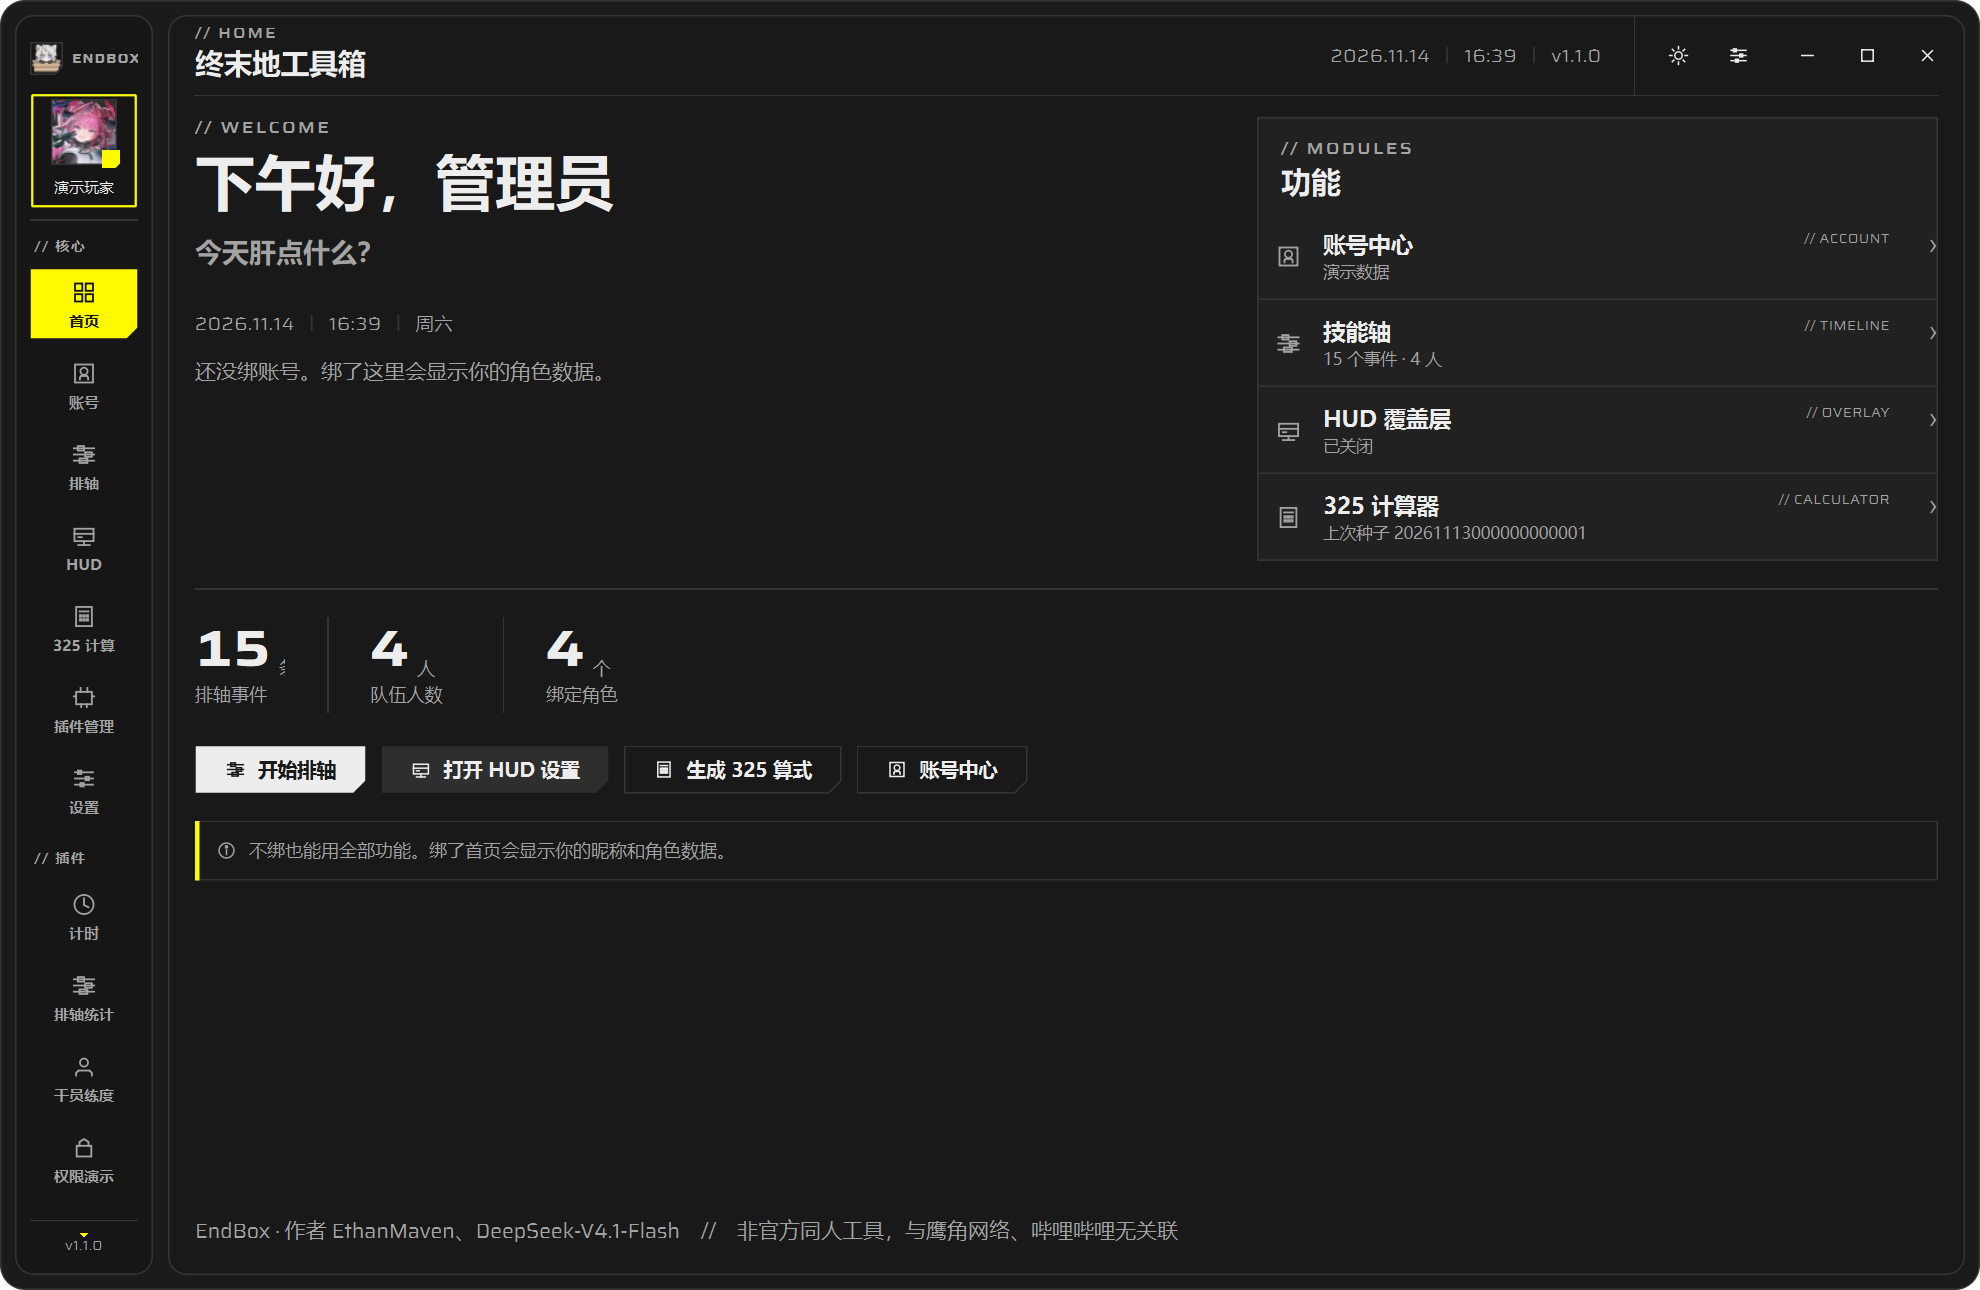 ENDBOX
演示玩家
// 核心
首页
账号
排轴
HUD
325 计算
插件管理
设置
// 插件
计时
排轴统计
干员练度
权限演示
v1.1.0
// HOME
终末地工具箱
2026.11.14 | 16:39 | v1.1.0
// WELCOME
下午好，管理员
今天肝点什么？
2026.11.14 | 16:39 | 周六
还没绑账号。绑了这里会显示你的角色数据。
// MODULES
功能
账号中心 // ACCOUNT
演示数据
技能轴 // TIMELINE
15 个事件 · 4 人
HUD 覆盖层 // OVERLAY
已关闭
325 计算器 // CALCULATOR
上次种子 20261113000000000001
15
排轴事件
4 人
队伍人数
4 个
绑定角色
开始排轴
打开 HUD 设置
生成 325 算式
账号中心
不绑也能用全部功能。绑了首页会显示你的昵称和角色数据。
EndBox · 作者 EthanMaven、DeepSeek-V4.1-Flash // 非官方同人工具，与鹰角网络、哔哩哔哩无关联